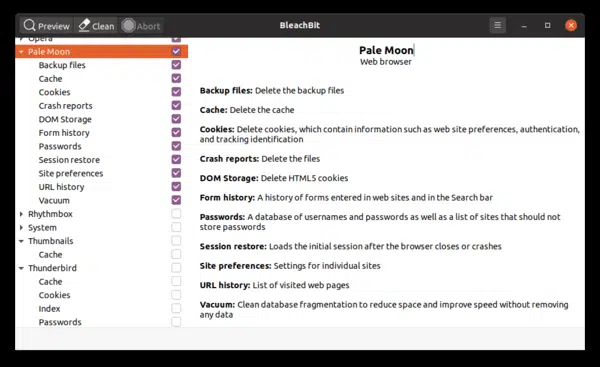 Preview Clean Abort BleachBit
Opera
Pale Moon
Backup files
Cache
Cookies
Crash reports
DOM Storage
Form history
Passwords
Session restore
Site preferences
URL history
Vacuum
Rhythmbox
System
Thumbnails
Cache
Thunderbird
Cache
Cookies
Index
Passwords
Pale Moon
Web browser
Backup files: Delete the backup files
Cache: Delete the cache
Cookies: Delete cookies, which contain information such as web site preferences, authentication,
and tracking identification
Crash reports: Delete the files
DOM Storage: Delete HTML5 cookies
Form history: A history of forms entered in web sites and in the Search bar
Passwords: A database of usernames and passwords as well as a list of sites that should not
store passwords
Session restore: Loads the initial session after the browser closes or crashes
Site preferences: Settings for individual sites
URL history: List of visited web pages
Vacuum: Clean database fragmentation to reduce space and improve speed without removing
any data